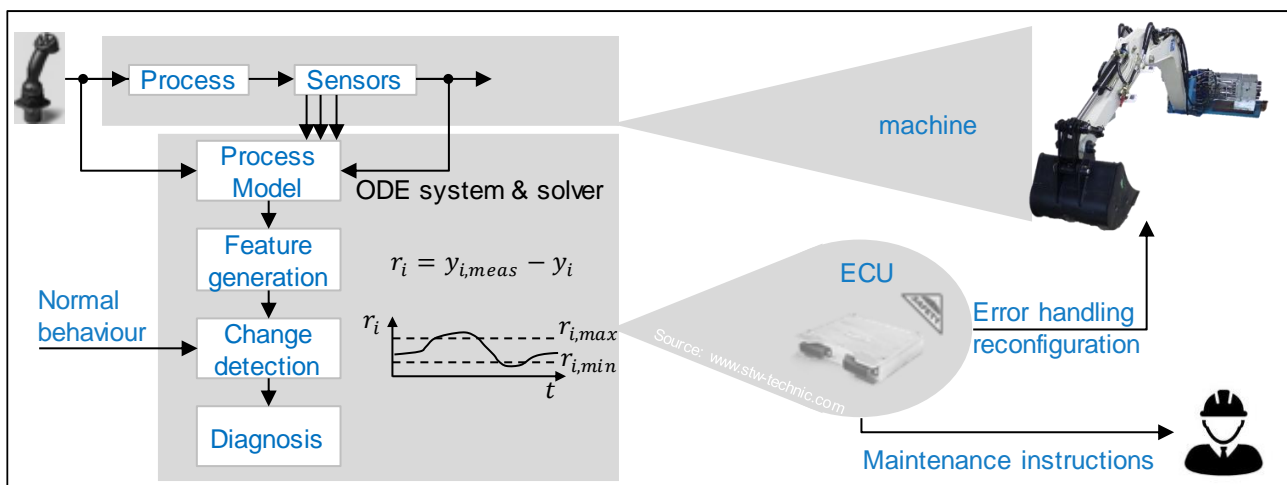 Process
Sensors
machine
Process
Model
ODE system & solver
Feature
generation
r_i = y_{i,meas} − y_i
ECU
SAFETY
Normal
behaviour
Change
detection
r_i
r_{i,max}
r_{i,min}
t
Source: www.stw-technic.com
Error handling
reconfiguration
Diagnosis
Maintenance instructions